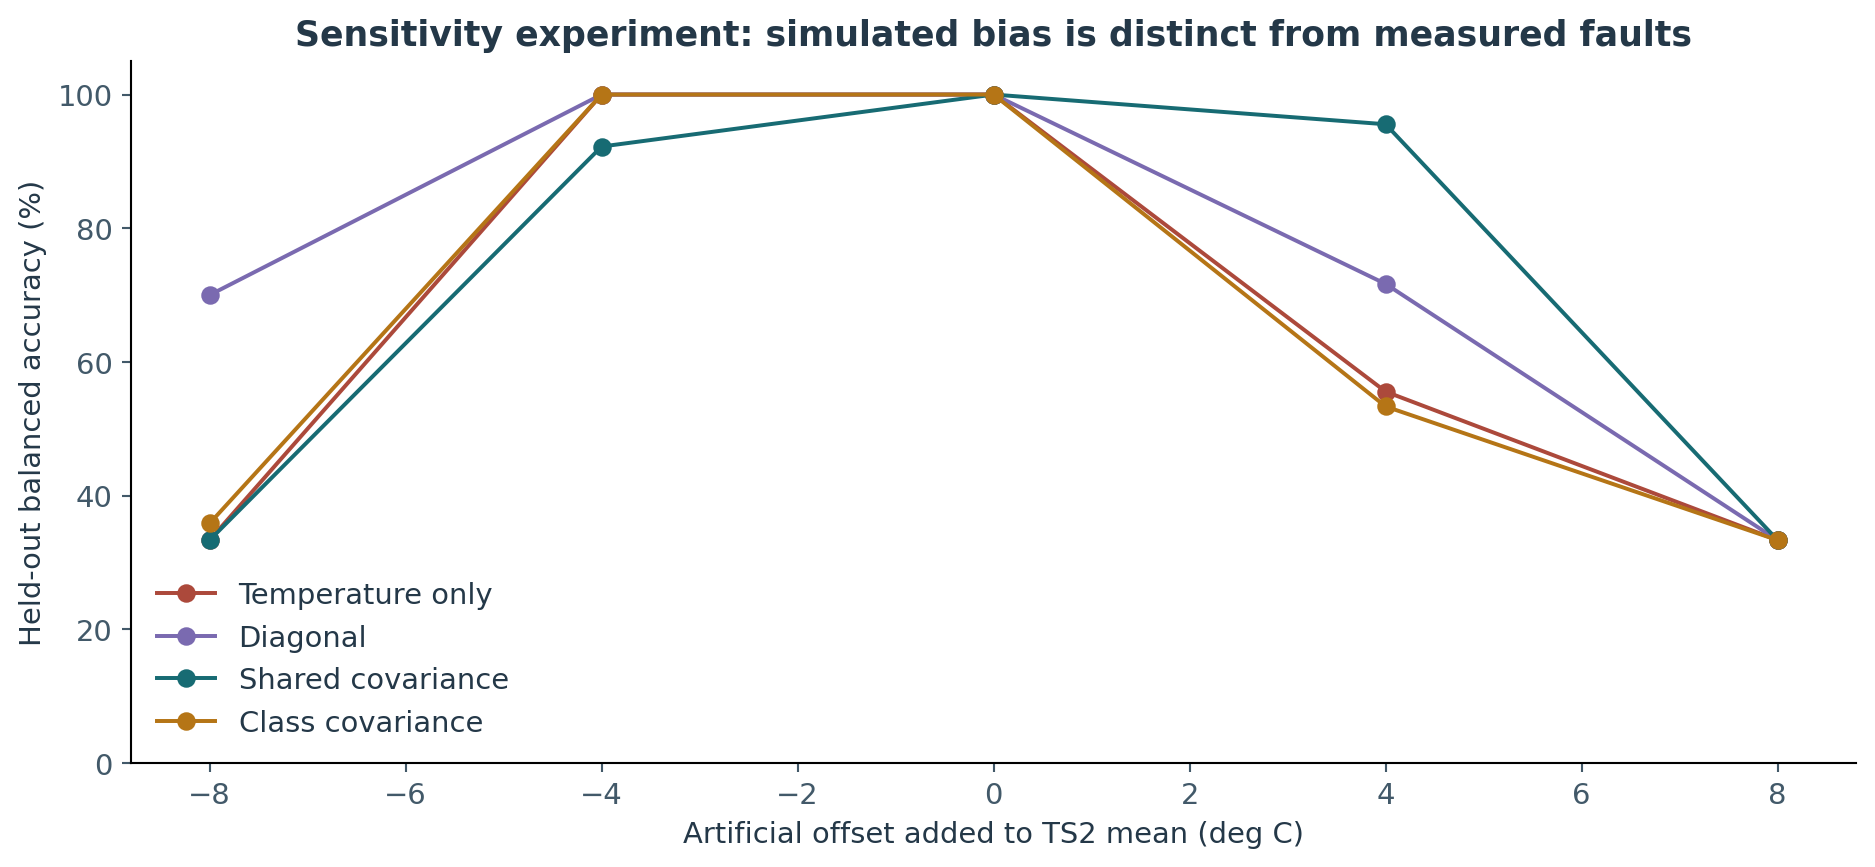 Sensitivity experiment: simulated bias is distinct from measured faults
Held-out balanced accuracy (%)
100
80
60
40
20
0
Temperature only
Diagonal
Shared covariance
Class covariance
−8
−6
−4
−2
0
2
4
6
8
Artificial offset added to TS2 mean (deg C)